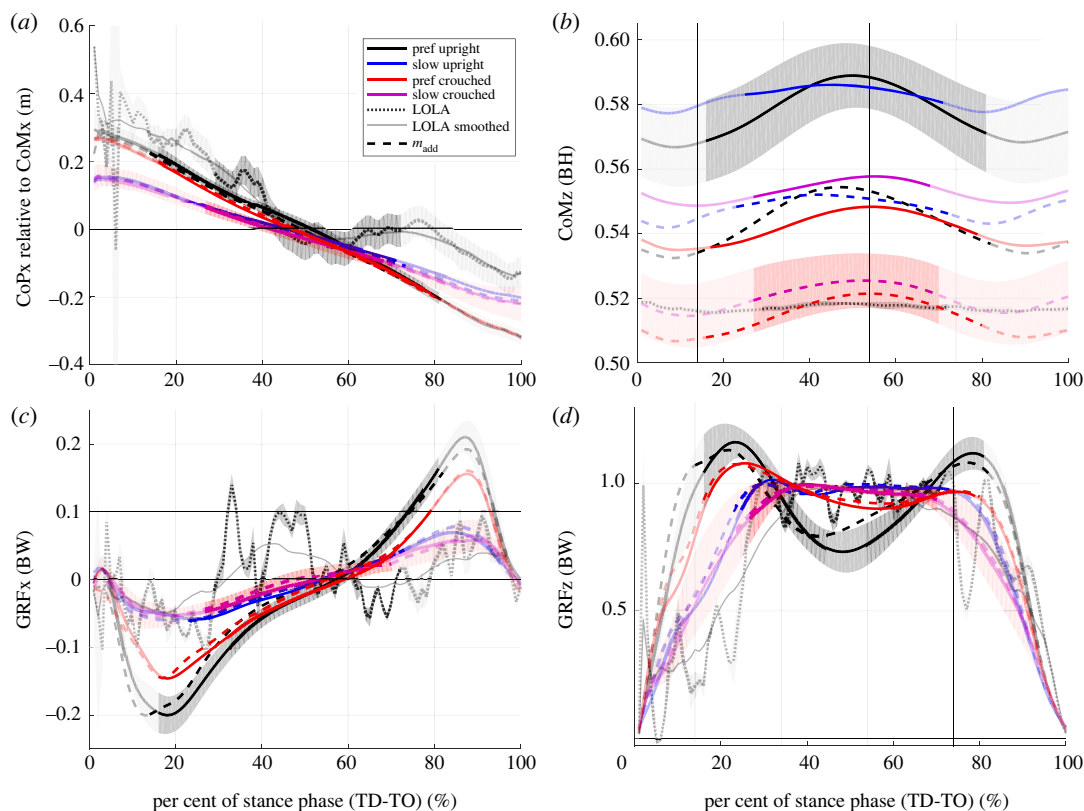 (a)
(b)
0.6
0.4
0.2
0
–0.2
–0.4
CoPx relative to CoMx (m)
pref upright
slow upright
pref crouched
slow crouched
LOLA
LOLA smoothed
m_add
0 20 40 60 80 100
0.60
0.58
0.56
0.54
0.52
0.50
CoMz (BH)
0 20 40 60 80 100
(c)
(d)
0.2
0.1
0
–0.1
–0.2
GRFx (BW)
0 20 40 60 80 100
per cent of stance phase (TD-TO) (%)
1.0
0.5
GRFz (BW)
0 20 40 60 80 100
per cent of stance phase (TD-TO) (%)